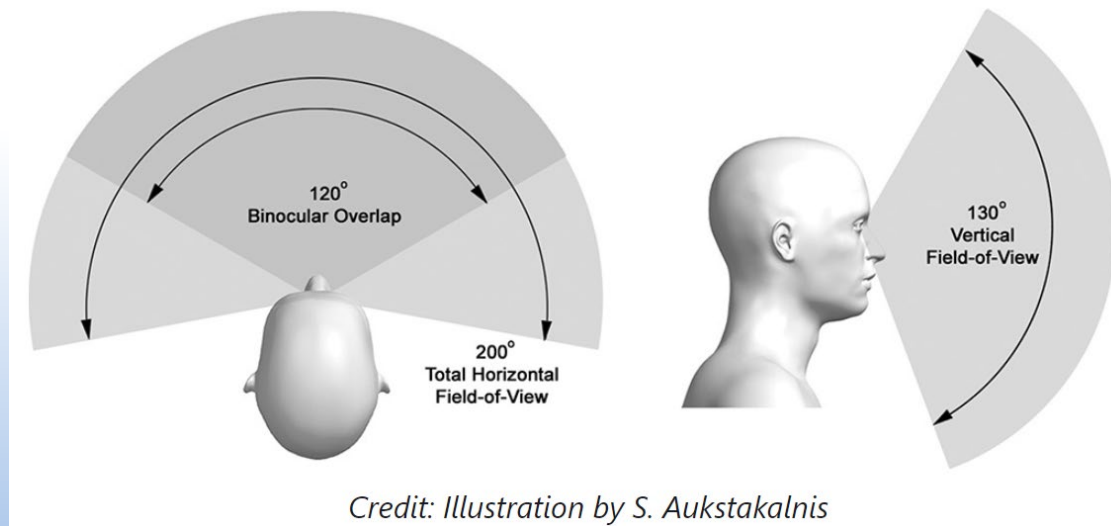 120°
Binocular Overlap
200°
Total Horizontal
Field-of-View
130°
Vertical
Field-of-View
Credit: Illustration by S. Aukstakalnis